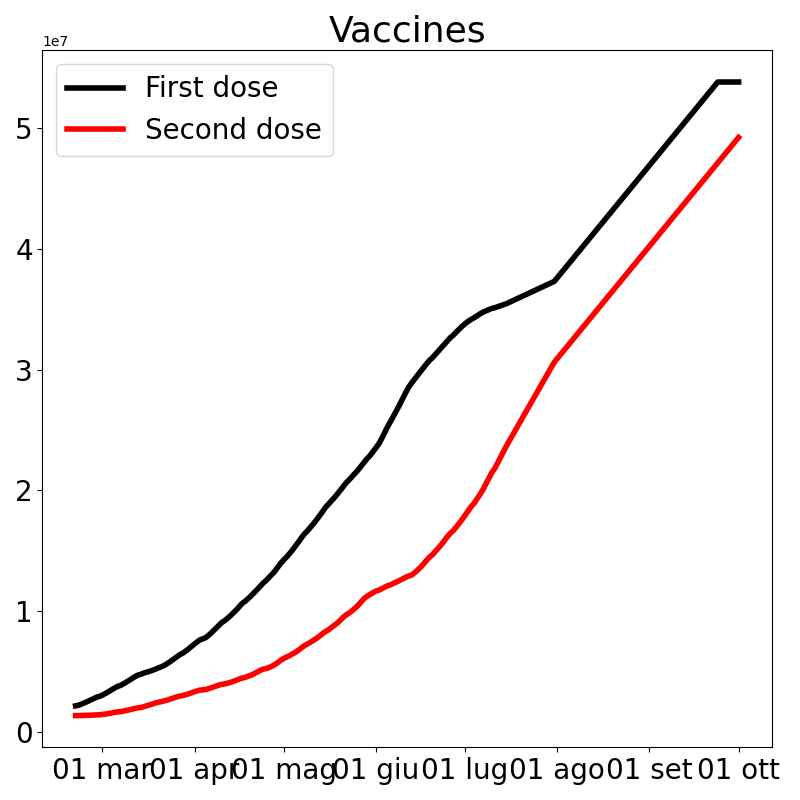 Vaccines
1e7
First dose
Second dose
5
4
3
2
1
0
01 mar 01 apr 01 mag 01 giu 01 lug 01 ago 01 set 01 ott